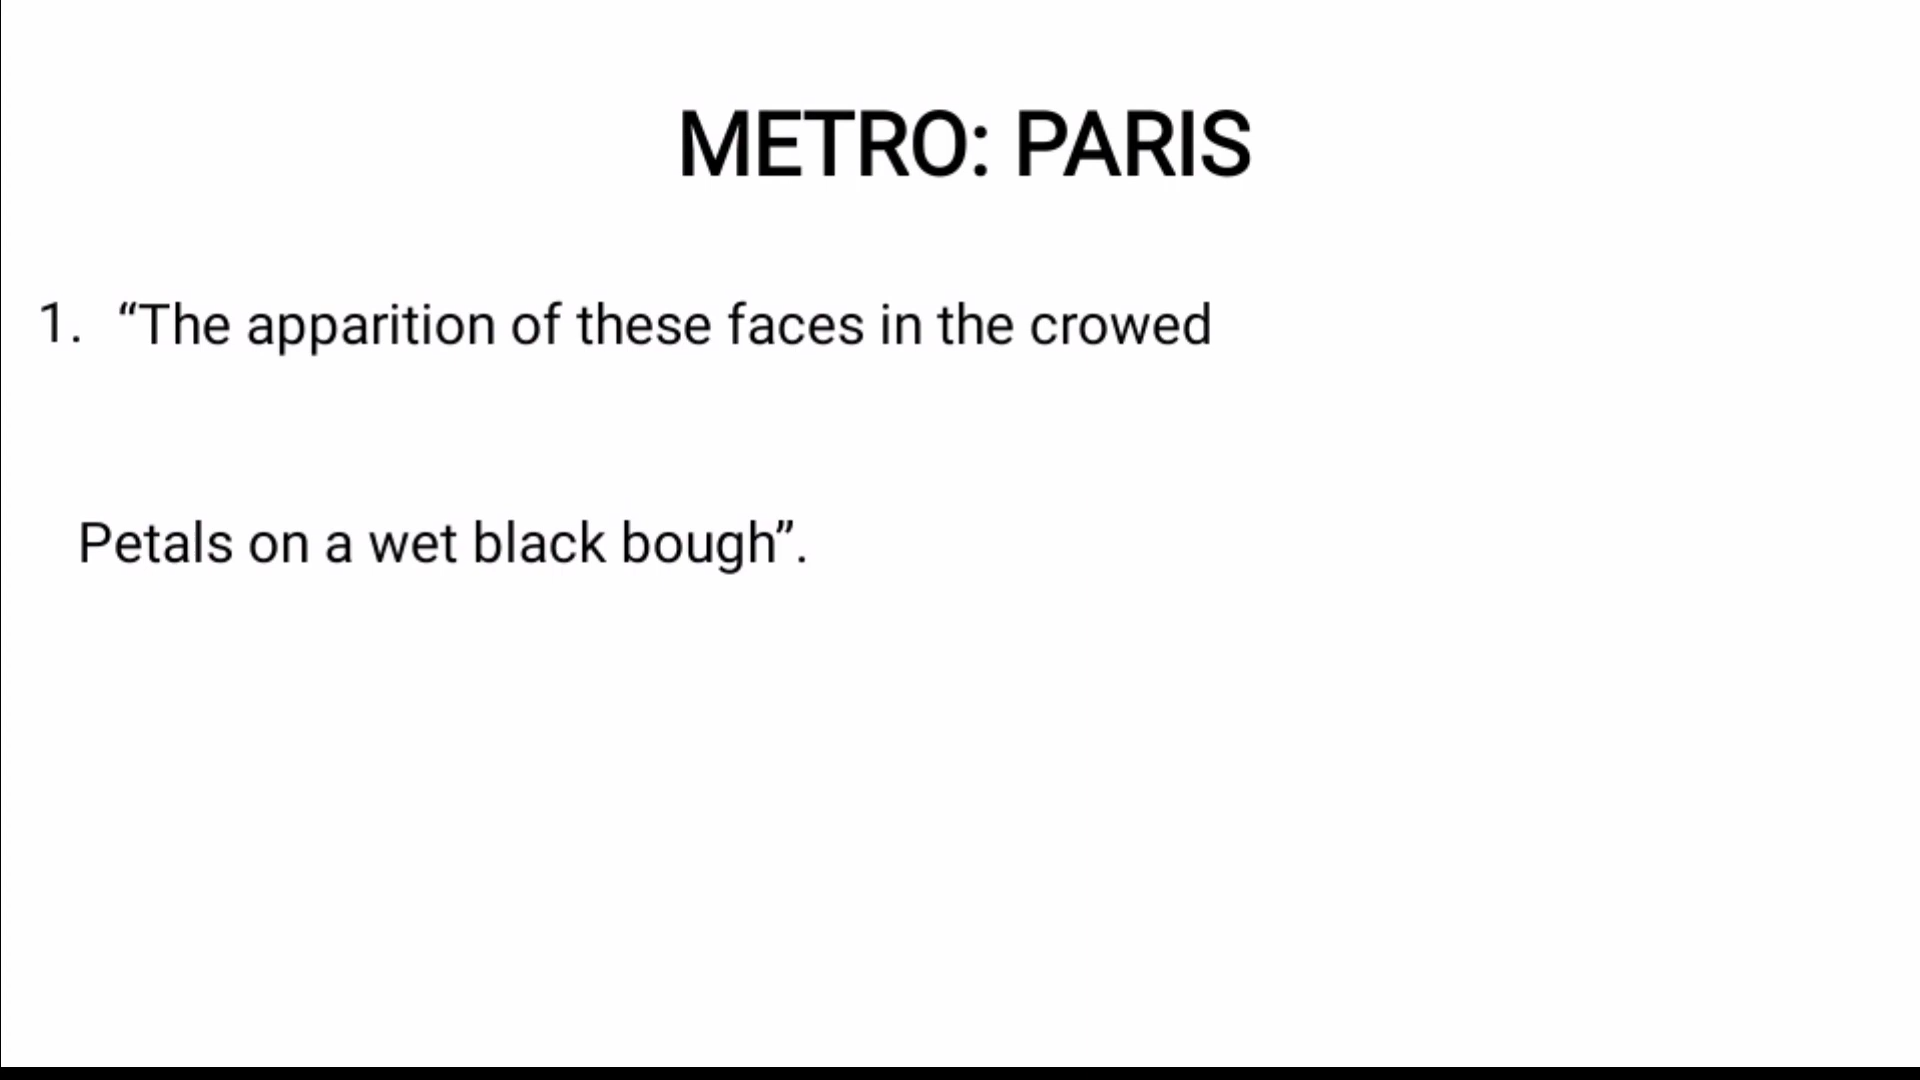 METRO: PARIS
1. “The apparition of these faces in the crowed
Petals on a wet black bough”.